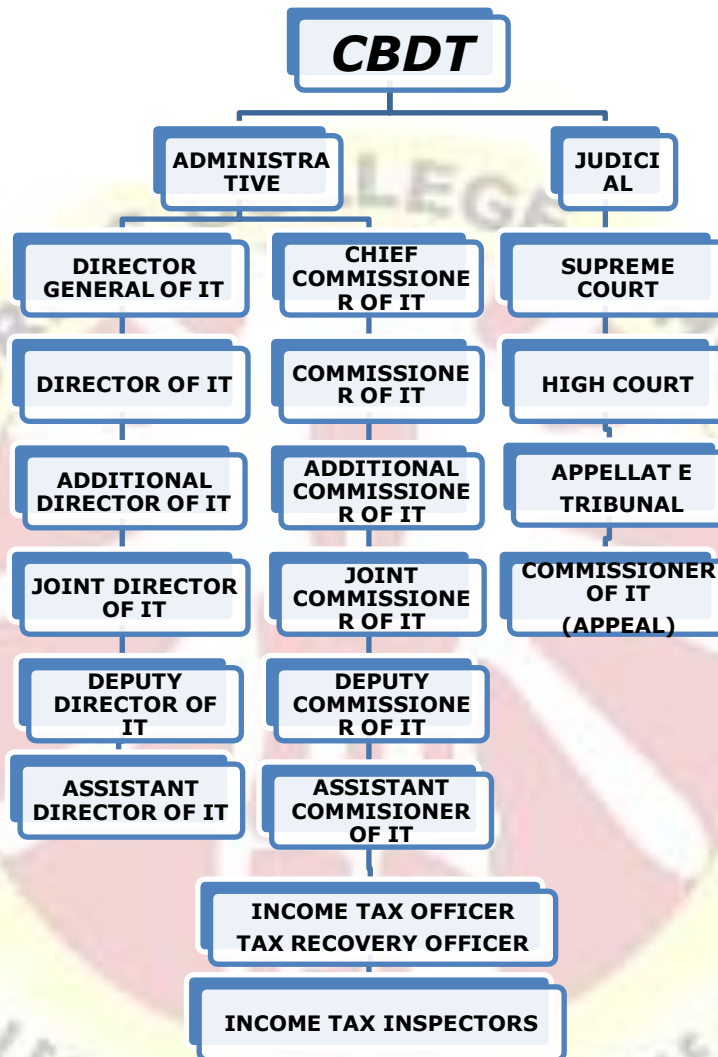 CBDT
ADMINISTRA
TIVE
JUDICI
AL
DIRECTOR
GENERAL OF IT
CHIEF
COMMISSIONE
R OF IT
SUPREME
COURT
DIRECTOR OF IT
COMMISSIONE
R OF IT
HIGH COURT
ADDITIONAL
DIRECTOR OF IT
ADDITIONAL
COMMISSIONE
R OF IT
APPELLAT E
TRIBUNAL
JOINT DIRECTOR
OF IT
JOINT
COMMISSIONE
R OF IT
COMMISSIONER
OF IT
(APPEAL)
DEPUTY
DIRECTOR OF
IT
DEPUTY
COMMISSIONE
R OF IT
ASSISTANT
DIRECTOR OF IT
ASSISTANT
COMMISIONER
OF IT
INCOME TAX OFFICER
TAX RECOVERY OFFICER
INCOME TAX INSPECTORS
COLLEGE